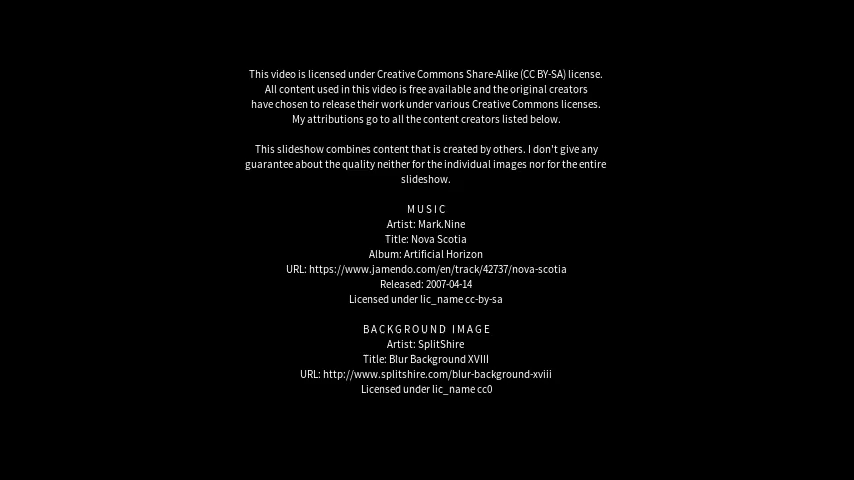 This video is licensed under Creative Commons Share-Alike (CC BY-SA) license.
All content used in this video is free available and the original creators
have chosen to release their work under various Creative Commons licenses.
My attributions go to all the content creators listed below.
This slideshow combines content that is created by others. I don't give any
guarantee about the quality neither for the individual images nor for the entire
slideshow.
MUSIC
Artist: Mark.Nine
Title: Nova Scotia
Album: Artificial Horizon
URL: https://www.jamendo.com/en/track/42737/nova-scotia
Released: 2007-04-14
Licensed under lic_name cc-by-sa
BACKGROUND IMAGE
Artist: SplitShire
Title: Blur Background XVIII
URL: http://www.splitshire.com/blur-background-xviii
Licensed under lic_name cc0